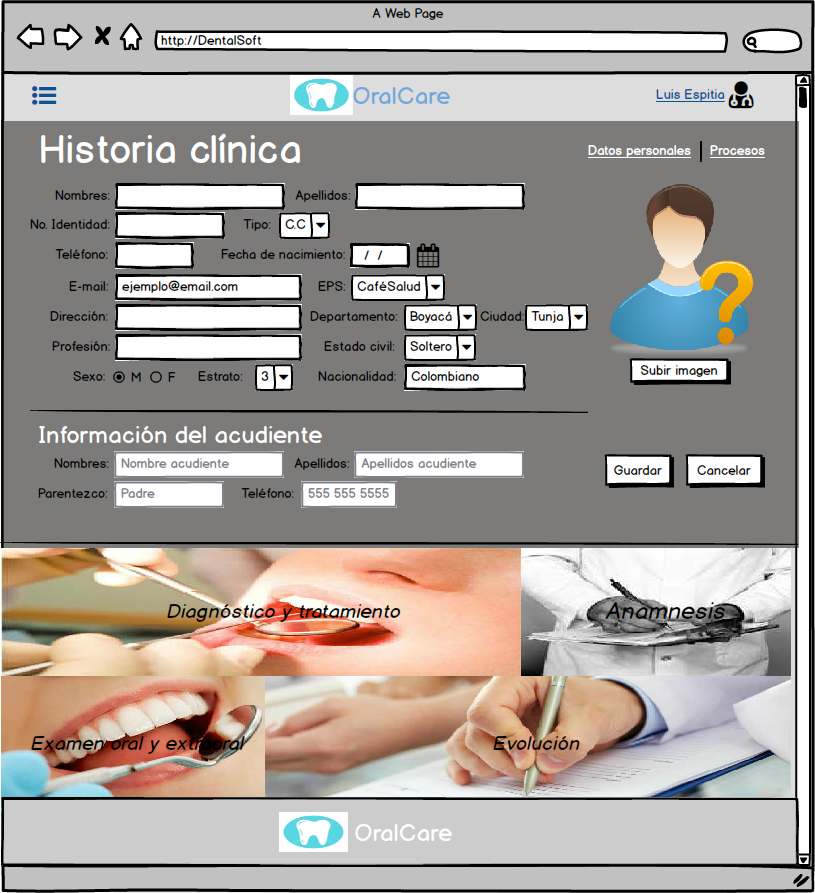 A Web Page
http://DentalSoft
OralCare
Luis Espitia
Historia clínica
Datos personales | Procesos
Nombres: Apellidos:
No. Identidad: Tipo: C.C
Teléfono: Fecha de nacimiento: / /
E-mail: ejemplo@email.com EPS: CaféSalud
Dirección: Departamento: Boyacá Ciudad: Tunja
Profesión: Estado civil: Soltero
Sexo: M F Estrato: 3 Nacionalidad: Colombiano
Subir imagen
Información del acudiente
Nombres: Nombre acudiente Apellidos: Apellidos acudiente
Parentezco: Padre Teléfono: 555 555 5555
Guardar Cancelar
Diagnóstico y tratamiento
Anamnesis
Examen oral y extraoral
Evolución
OralCare